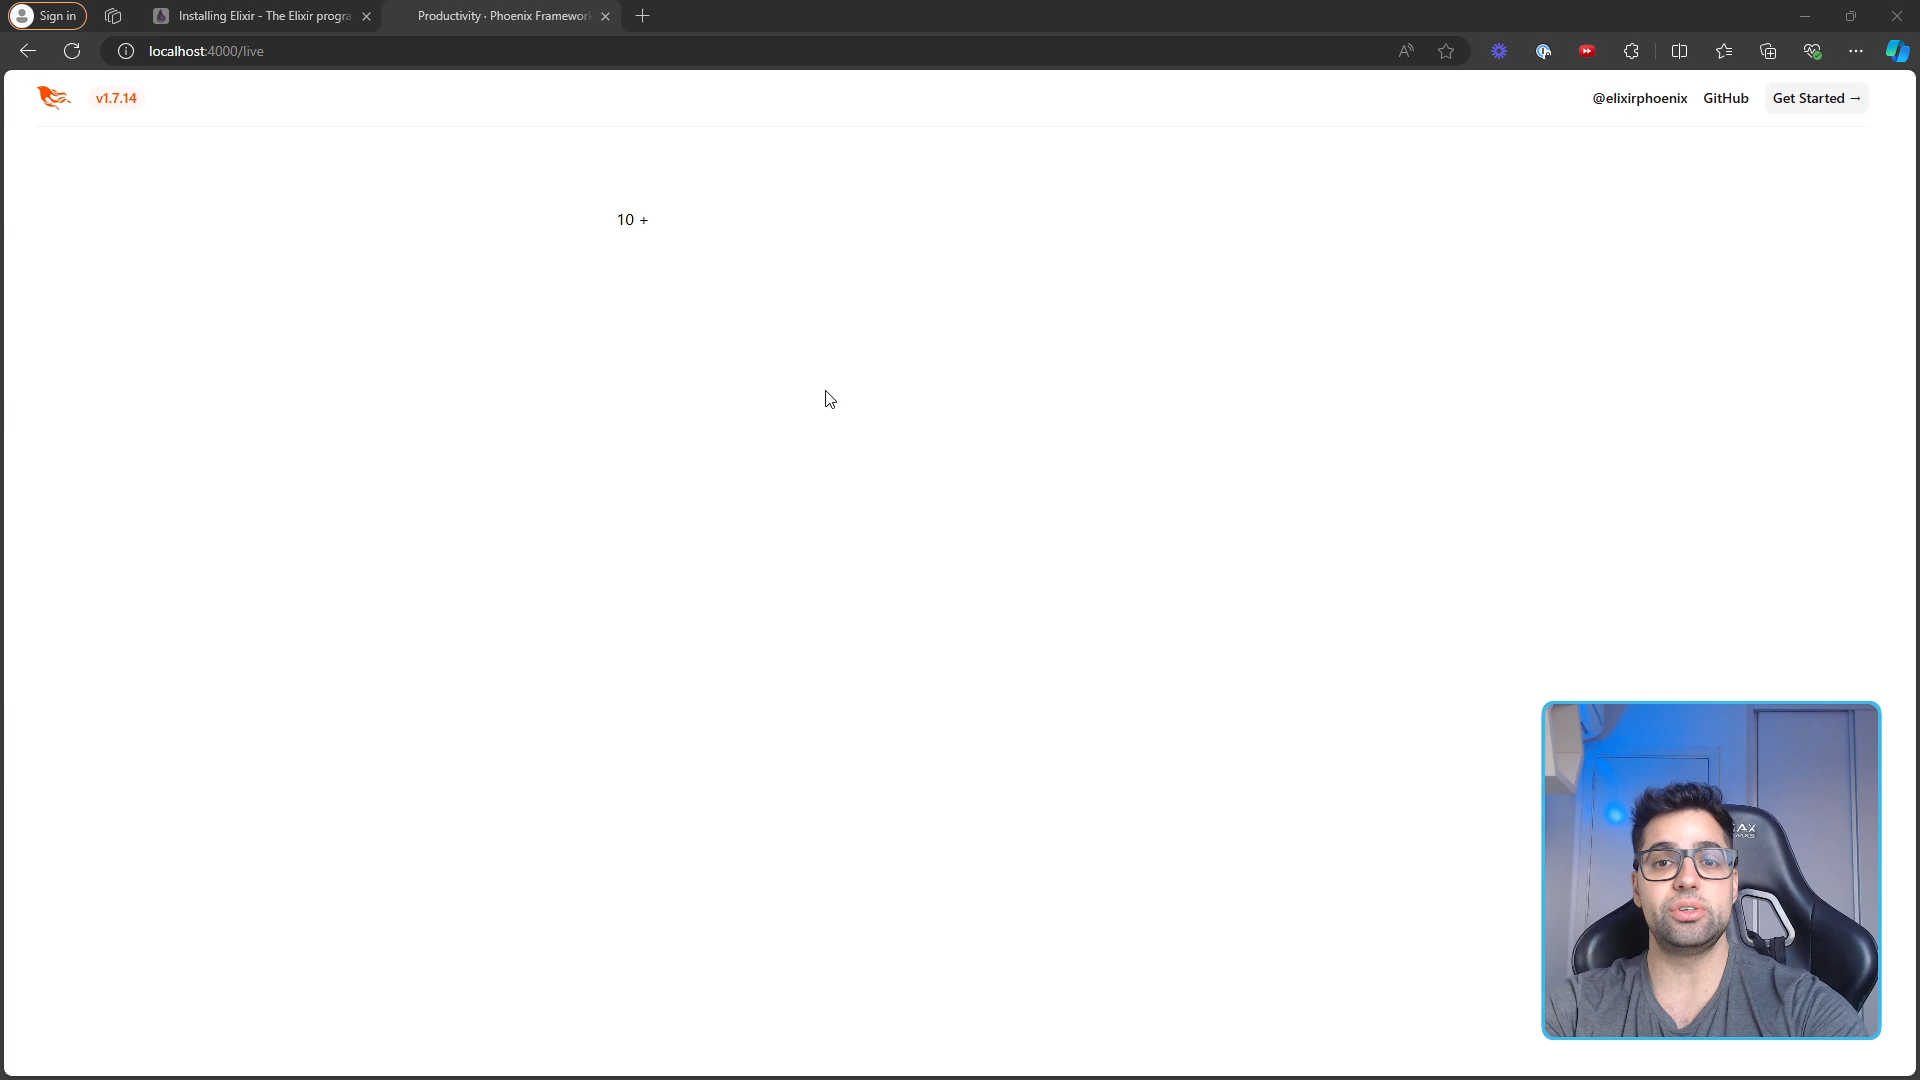 Sign in
Installing Elixir - The Elixir progra
Productivity · Phoenix Framework
localhost:4000/live
v1.7.14
@elixirphoenix
GitHub
Get Started →
10 +